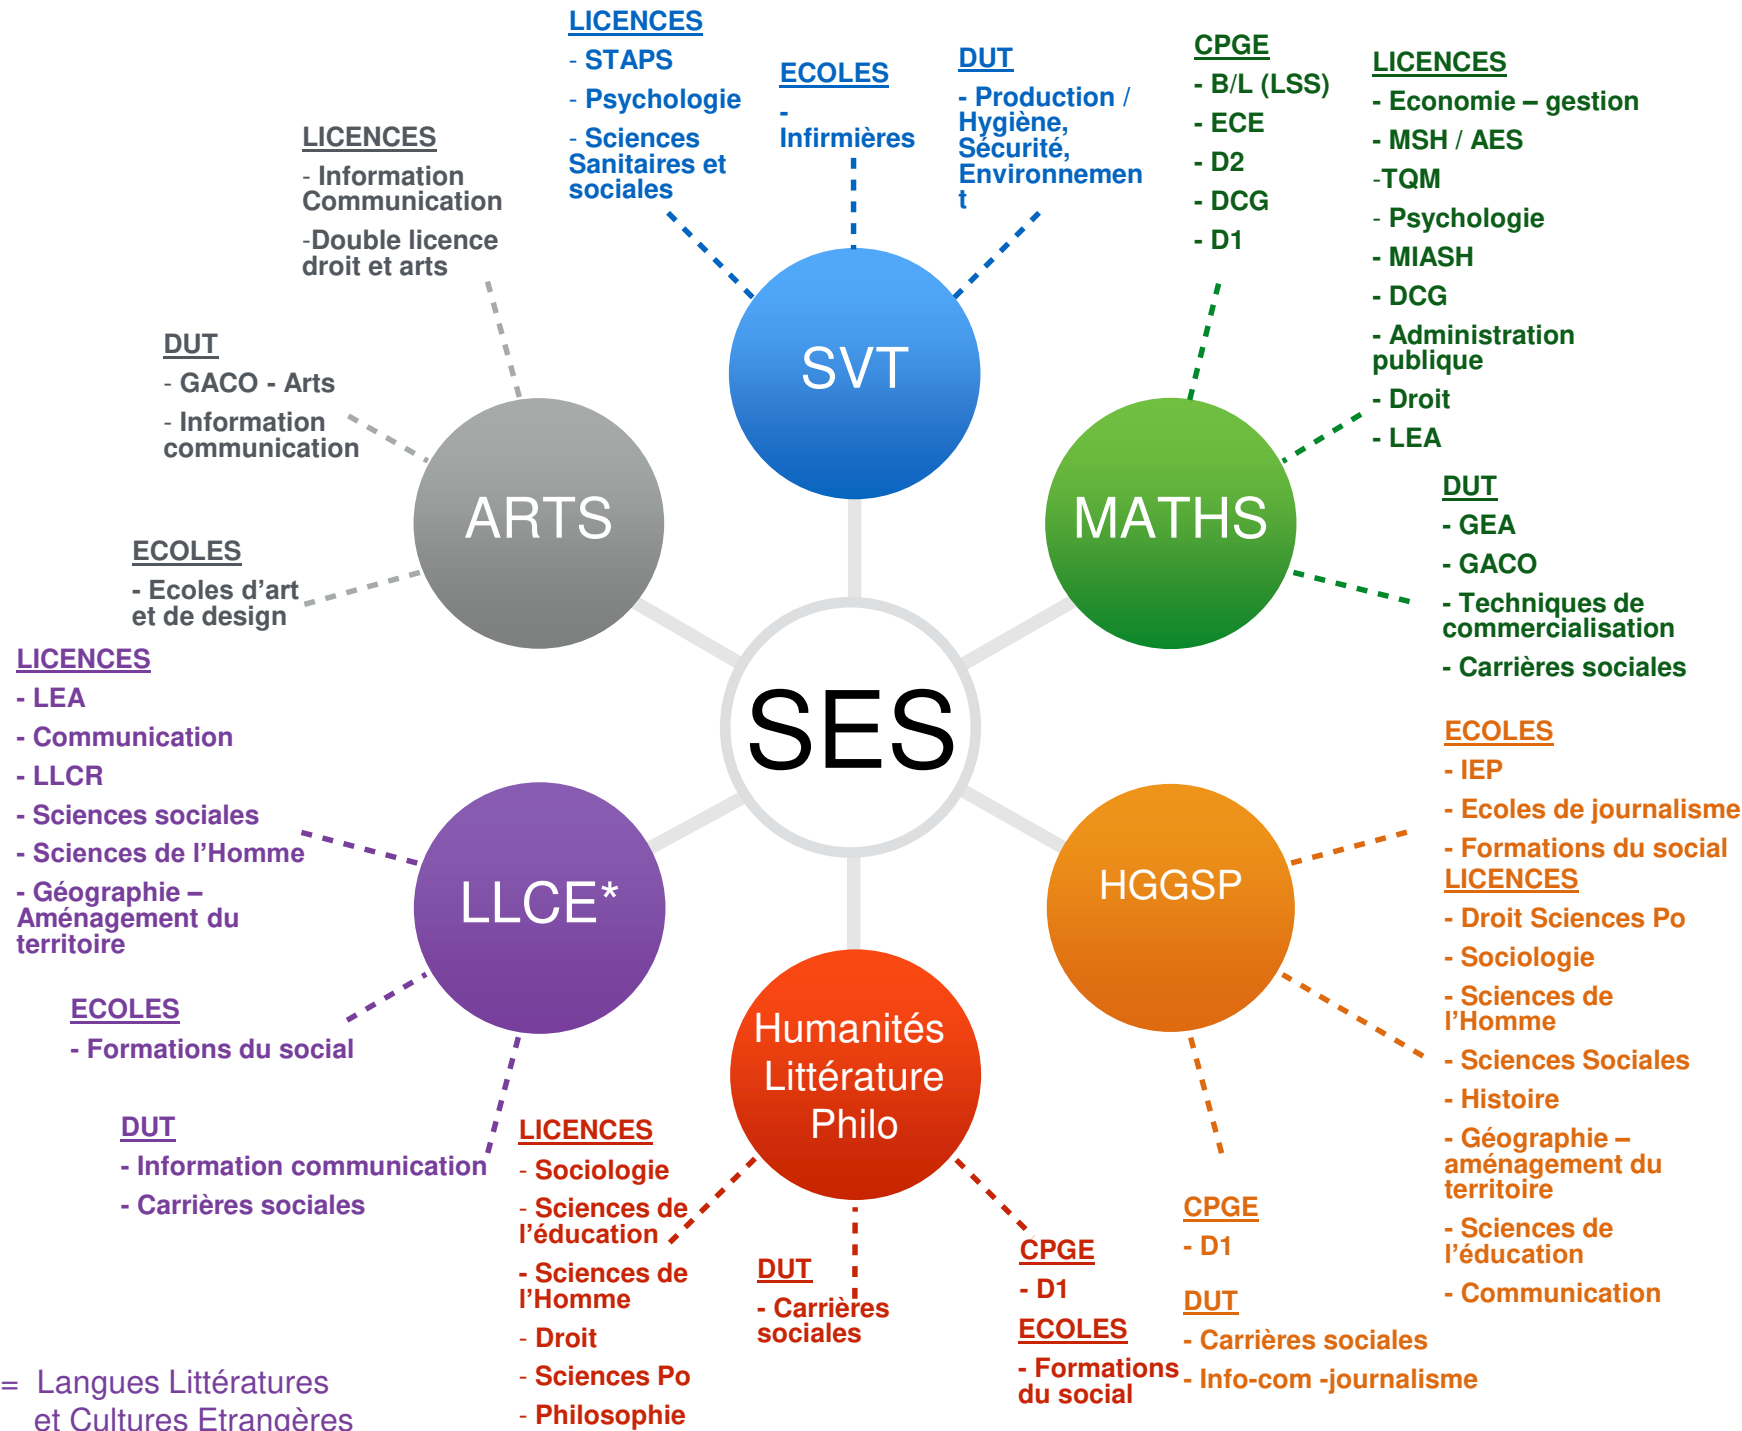 LICENCES
- STAPS
- Psychologie
- Sciences
Sanitaires et
sociales
ECOLES
-
Infirmières
DUT
- Production /
Hygiène,
Sécurité,
Environnemen
t
CPGE
- B/L (LSS)
- ECE
- D2
- DCG
- D1
LICENCES
- Economie – gestion
- MSH / AES
-TQM
- Psychologie
- MIASH
- DCG
- Administration
publique
- Droit
- LEA
LICENCES
- Information
Communication
-Double licence
droit et arts
DUT
- GACO - Arts
- Information
communication
ECOLES
- Ecoles d’art
et de design
SVT
ARTS
MATHS
DUT
- GEA
- GACO
- Techniques de
commercialisation
- Carrières sociales
SES
LICENCES
- LEA
- Communication
- LLCR
- Sciences sociales
- Sciences de l’Homme
- Géographie –
Aménagement du
territoire
ECOLES
- Formations du social
DUT
- Information communication
- Carrières sociales
LLCE*
HGGSP
ECOLES
- IEP
- Ecoles de journalisme
- Formations du social
LICENCES
- Droit Sciences Po
- Sociologie
- Sciences de
l’Homme
- Sciences Sociales
- Histoire
- Géographie –
aménagement du
territoire
- Sciences de
l’éducation
- Communication
Humanités
Littérature
Philo
LICENCES
- Sociologie
- Sciences de
l’éducation
- Sciences de
l’Homme
- Droit
- Sciences Po
- Philosophie
DUT
- Carrières
sociales
CPGE
- D1
ECOLES
- Formations
du social
CPGE
- D1
DUT
- Carrières sociales
- Info-com -journalisme
= Langues Littératures
et Cultures Etrangères